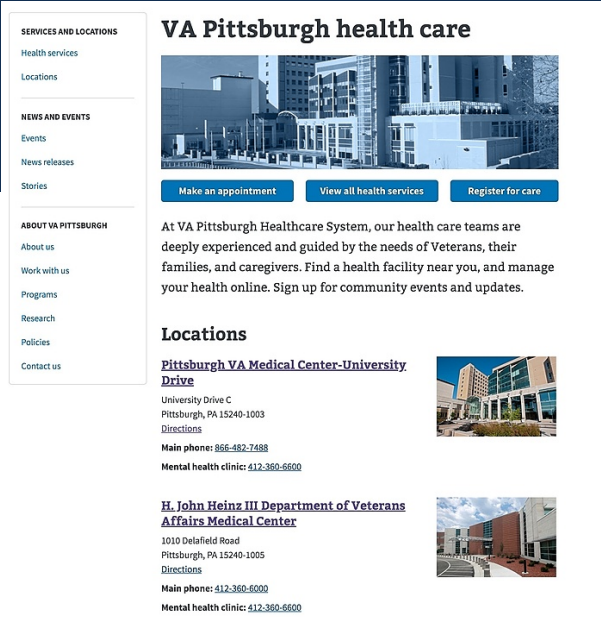 SERVICES AND LOCATIONS
Health services
Locations
NEWS AND EVENTS
Events
News releases
Stories
ABOUT VA PITTSBURGH
About us
Work with us
Programs
Research
Policies
Contact us
VA Pittsburgh health care
Make an appointment
View all health services
Register for care
At VA Pittsburgh Healthcare System, our health care teams are
deeply experienced and guided by the needs of Veterans, their
families, and caregivers. Find a health facility near you, and manage
your health online. Sign up for community events and updates.
Locations
Pittsburgh VA Medical Center-University
Drive
University Drive C
Pittsburgh, PA 15240-1003
Directions
Main phone: 866-482-7488
Mental health clinic: 412-360-6600
H. John Heinz III Department of Veterans
Affairs Medical Center
1010 Delafield Road
Pittsburgh, PA 15240-1005
Directions
Main phone: 412-360-6000
Mental health clinic: 412-360-6600